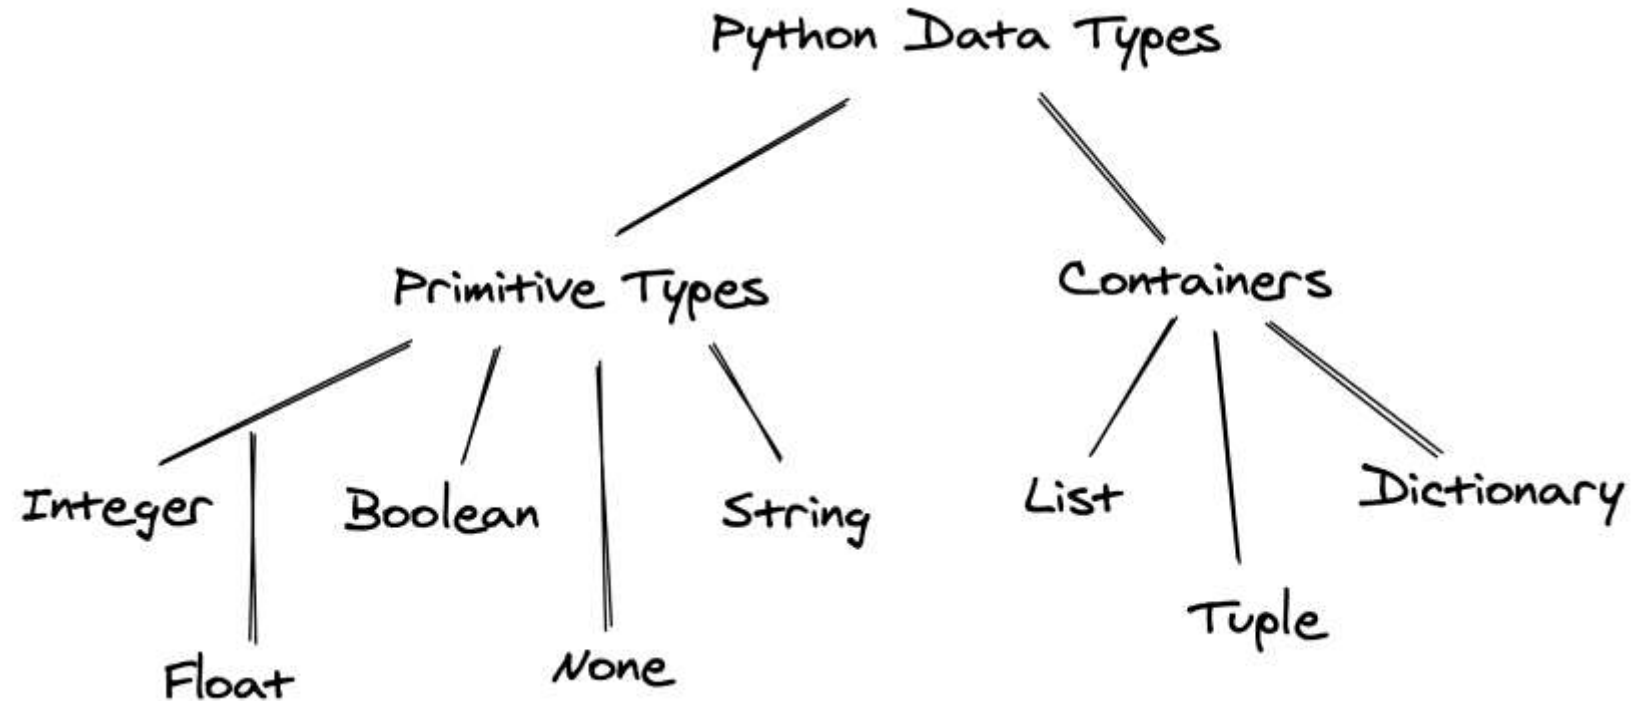 Python Data Types
Primitive Types
Containers
Integer
Boolean
String
List
Dictionary
Float
None
Tuple